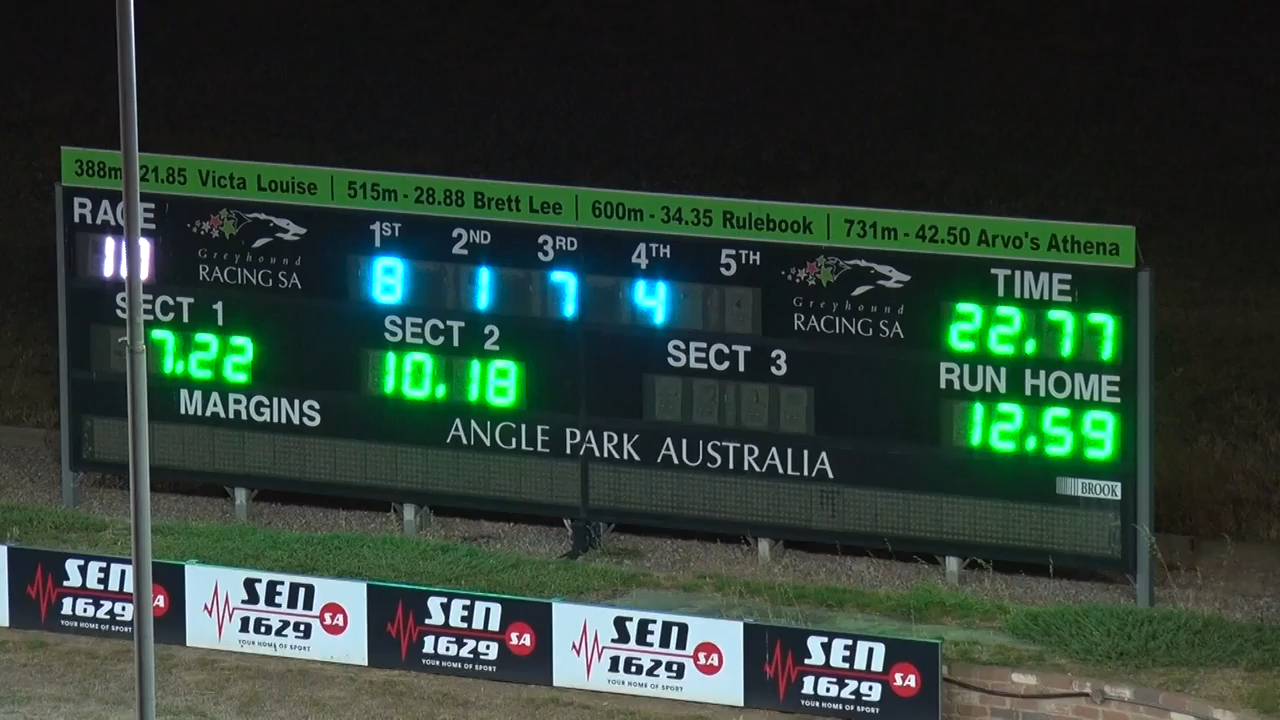 388m - 21.85 Victa Louise | 515m - 28.88 Brett Lee | 600m - 34.35 Rulebook | 731m - 42.50 Arvo's Athena
RACE
10
Greyhound
RACING SA
1ST 2ND 3RD 4TH 5TH
8 1 7 4
Greyhound
RACING SA
TIME
22.77
SECT 1
7.22
SECT 2
10.18
SECT 3
RUN HOME
12.59
MARGINS
ANGLE PARK AUSTRALIA
BROOK
SEN
1629 SA
YOUR HOME OF SPORT
SEN
1629 SA
YOUR HOME OF SPORT
SEN
1629 SA
YOUR HOME OF SPORT
SEN
1629 SA
YOUR HOME OF SPORT
SEN
1629 SA
YOUR HOME OF SPORT